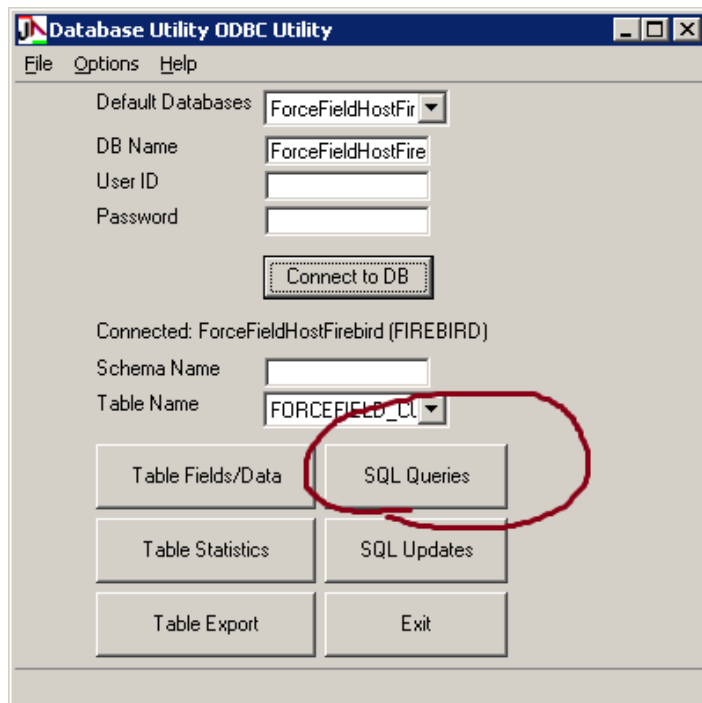 Database Utility ODBC Utility
File Options Help
Default Databases ForceFieldHostFir
DB Name ForceFieldHostFire
User ID
Password
Connect to DB
Connected: ForceFieldHostFirebird (FIREBIRD)
Schema Name
Table Name FORCEFIELD_CU
Table Fields/Data SQL Queries
Table Statistics SQL Updates
Table Export Exit